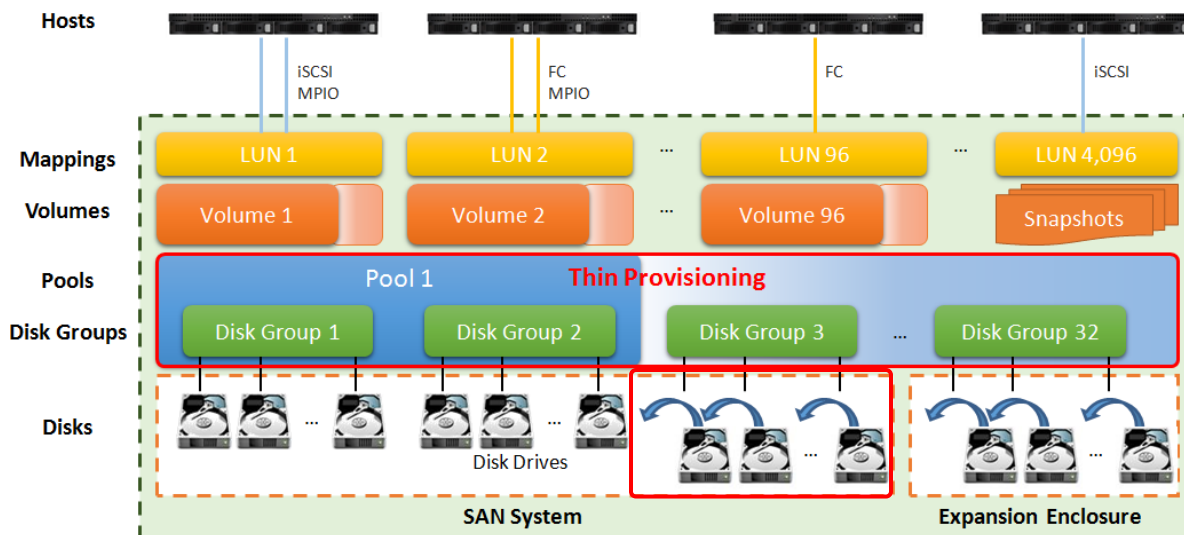 Hosts
iSCSI
MPIO
FC
MPIO
FC
iSCSI
Mappings
LUN 1
LUN 2
...
LUN 96
...
LUN 4,096
Volumes
Volume 1
Volume 2
...
Volume 96
Snapshots
Pools
Pool 1
Thin Provisioning
Disk Groups
Disk Group 1
Disk Group 2
Disk Group 3
...
Disk Group 32
Disks
...
...
...
...
Disk Drives
SAN System
Expansion Enclosure